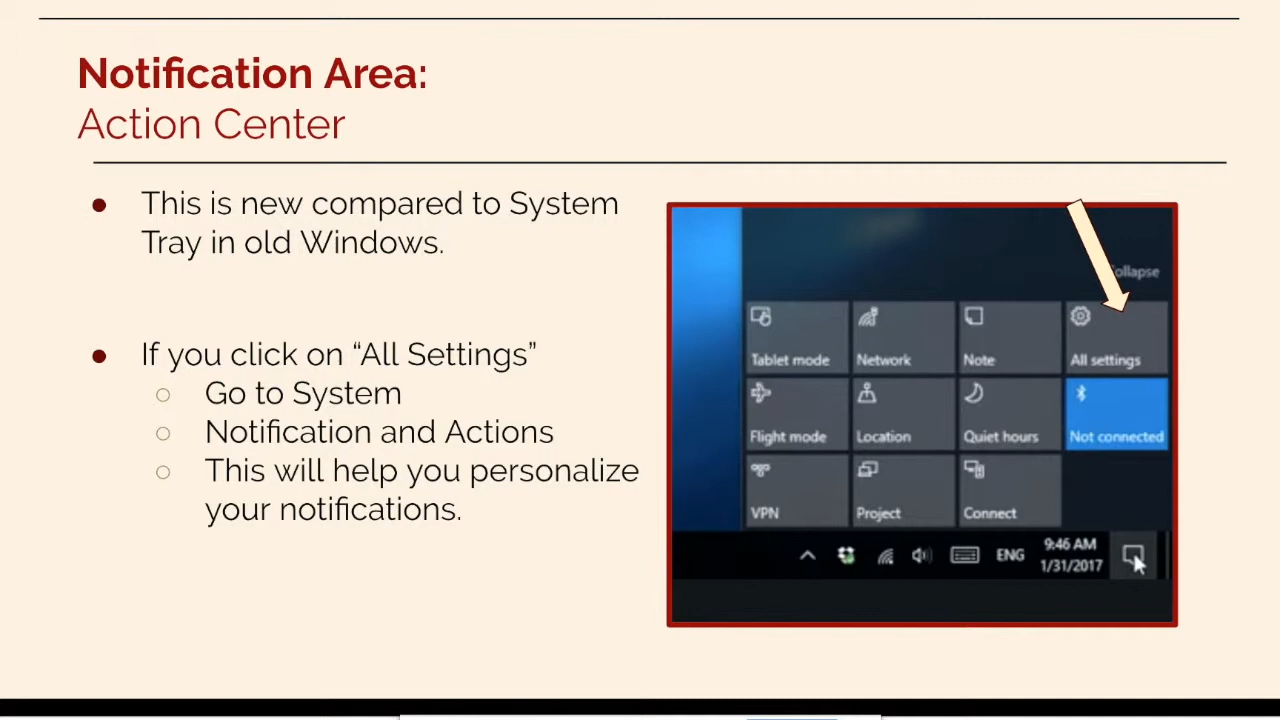 Notification Area:
Action Center
● This is new compared to System
Tray in old Windows.
● If you click on “All Settings”
○ Go to System
○ Notification and Actions
○ This will help you personalize
your notifications.
Tablet mode Network Note All settings
Flight mode Location Quiet hours Not connected
VPN Project Connect
ENG 9:46 AM
1/31/2017